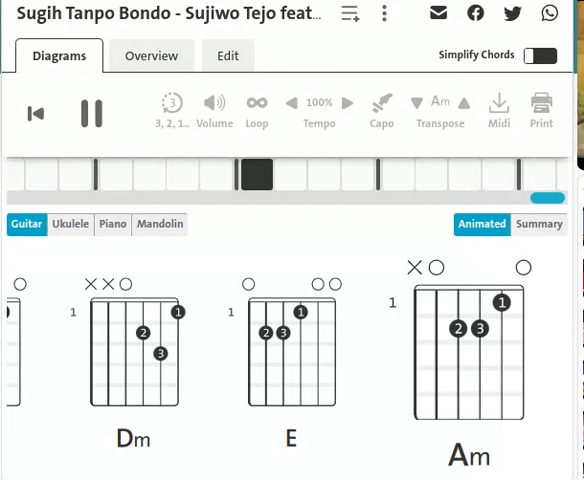 Sugih Tanpo Bondo - Sujiwo Tejo feat...
Diagrams Overview Edit Simplify Chords
3 100% Am
3, 2, 1.. Volume Loop Tempo Capo Transpose Midi Print
Guitar Ukulele Piano Mandolin Animated Summary
1 1 2 3
1 1 2 3
1 1 2 3
Dm E Am